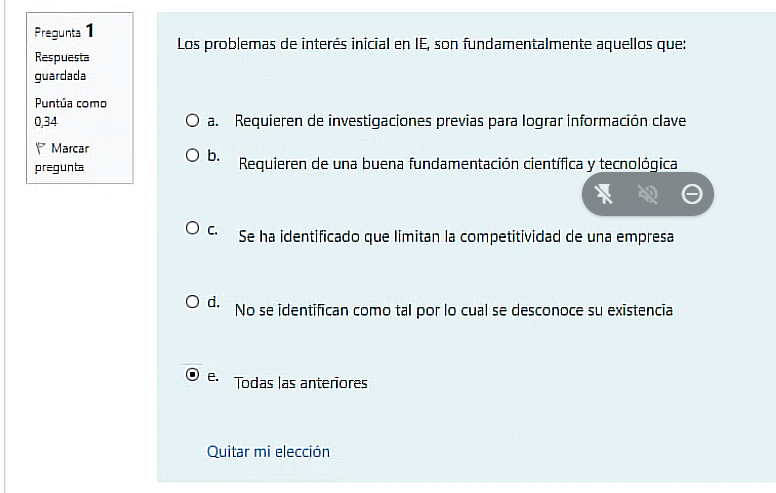 Pregunta 1
Respuesta
guardada
Puntúa como
0,34
Marcar
pregunta
Los problemas de interés inicial en IE, son fundamentalmente aquellos que:
a. Requieren de investigaciones previas para lograr información clave
b. Requieren de una buena fundamentación científica y tecnológica
c. Se ha identificado que limitan la competitividad de una empresa
d. No se identifican como tal por lo cual se desconoce su existencia
e. Todas las anteriores
Quitar mi elección